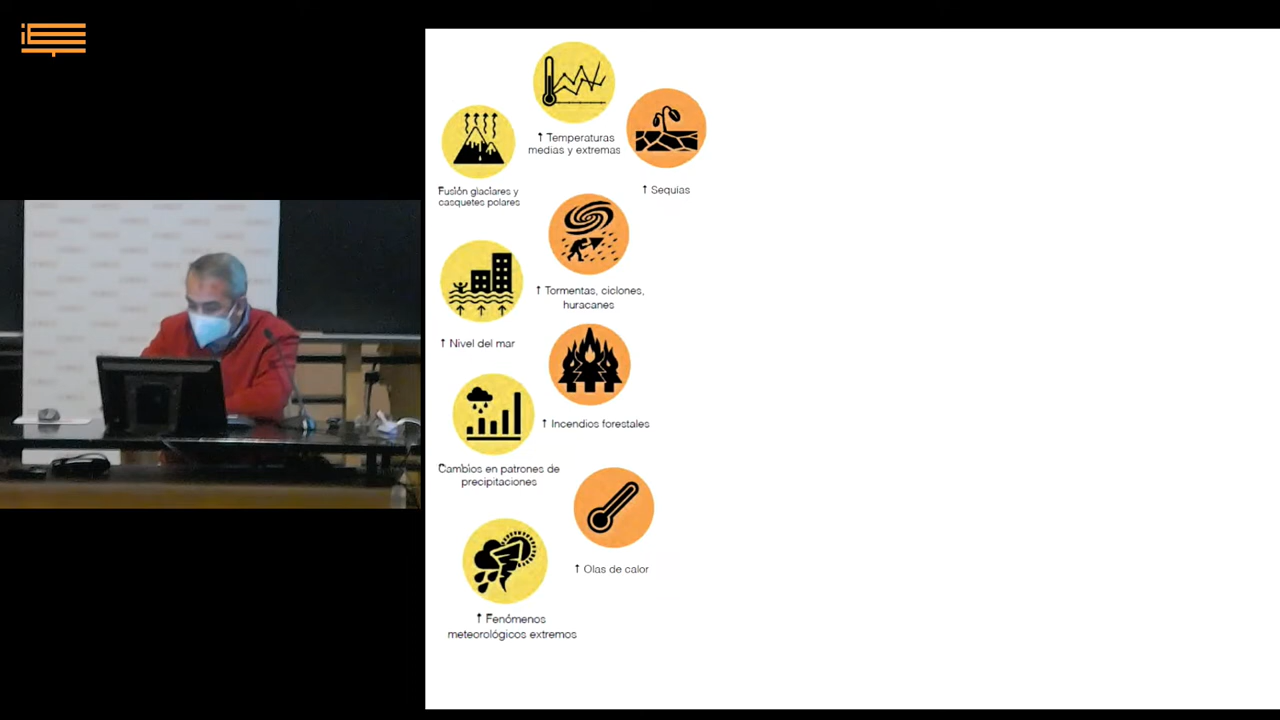 ↑ Temperaturas
medias y extremas
↑ Sequías
Fusión glaciares y
casquetes polares
↑ Tormentas, ciclones,
huracanes
↑ Nivel del mar
↑ Incendios forestales
Cambios en patrones de
precipitaciones
↑ Olas de calor
↑ Fenómenos
meteorológicos extremos